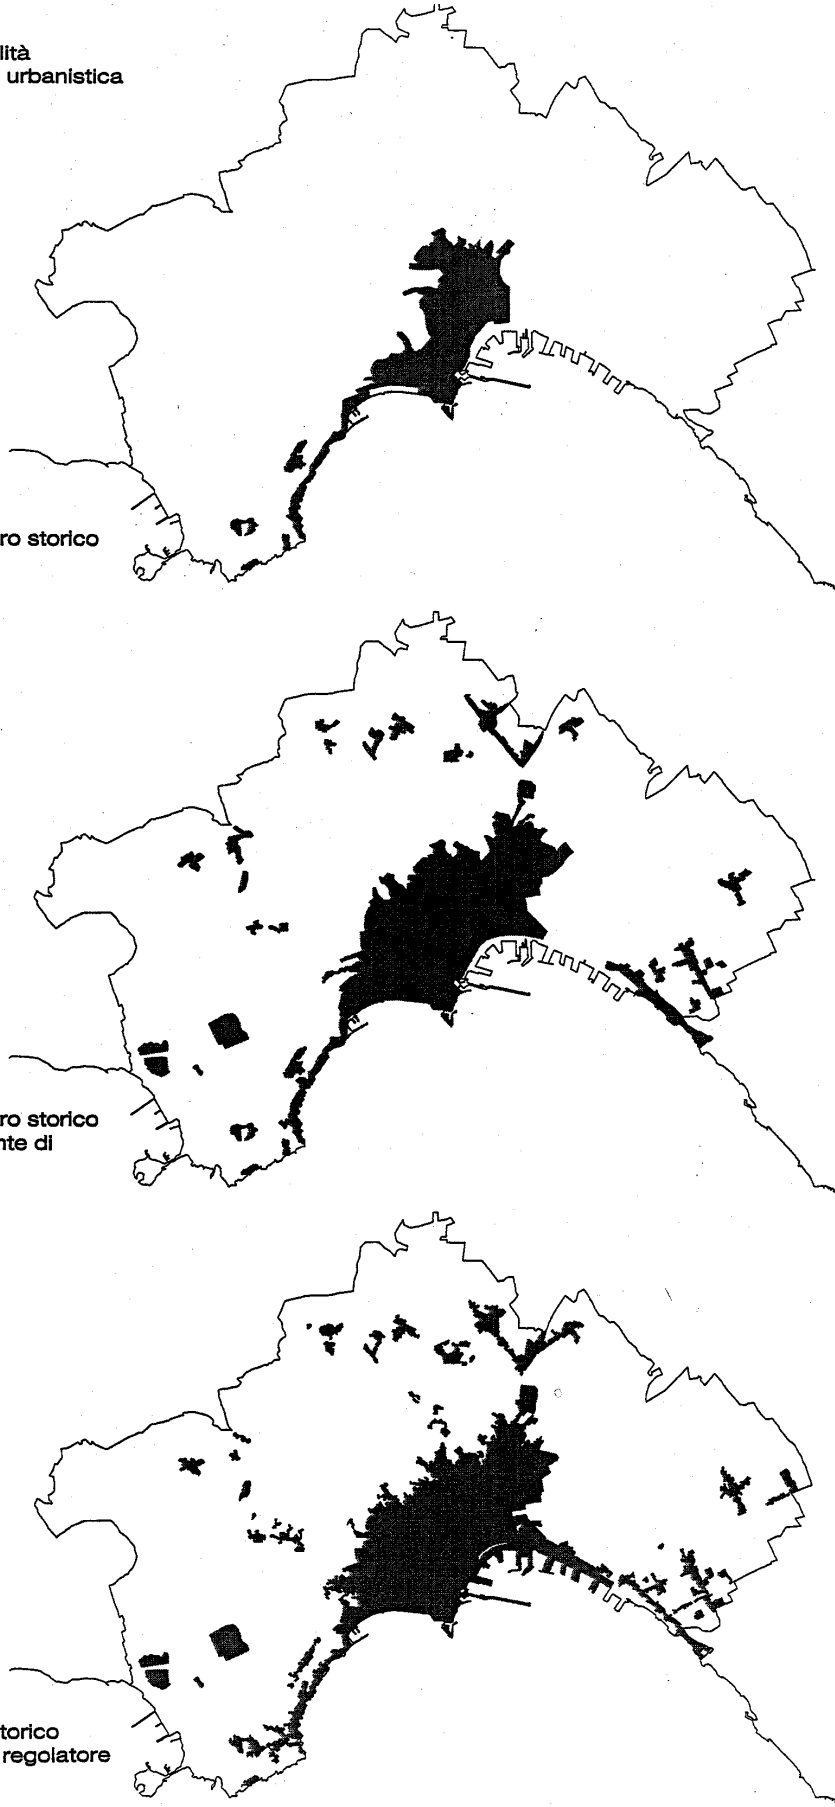 lità
urbanistica
ro storico
ro storico
nte di
torico
regolatore